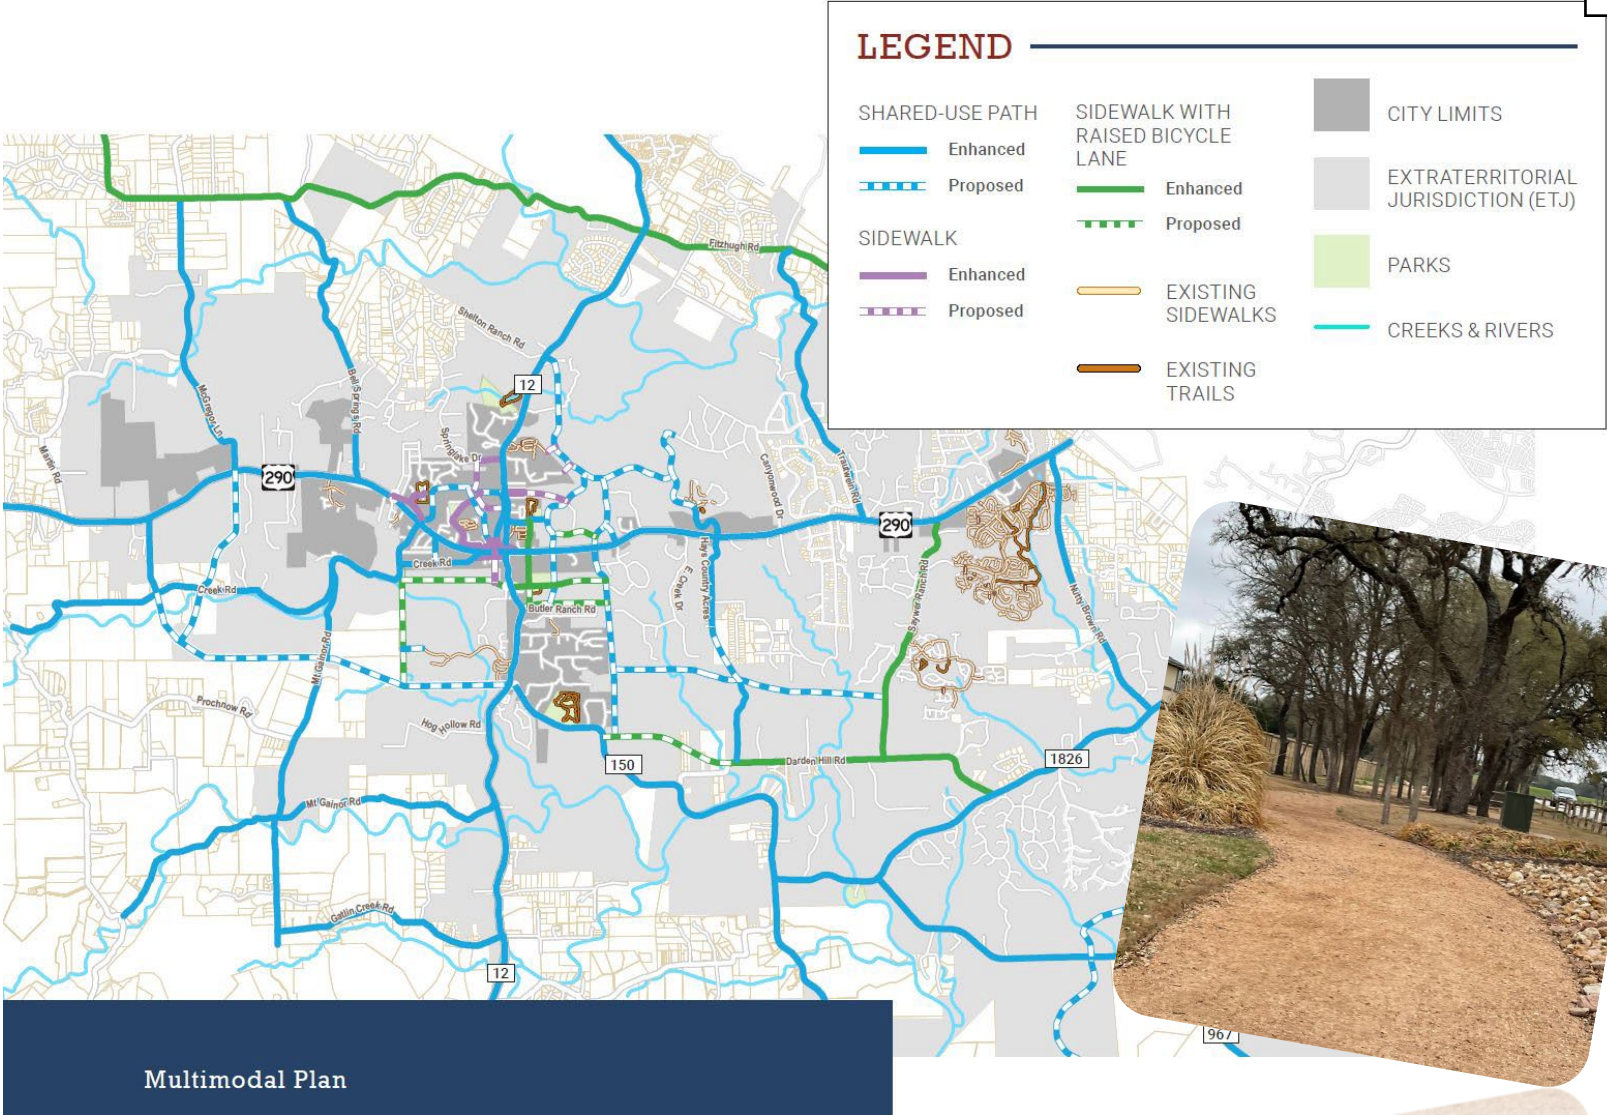 LEGEND
SHARED-USE PATH
Enhanced
Proposed
SIDEWALK
Enhanced
Proposed
SIDEWALK WITH
RAISED BICYCLE
LANE
Enhanced
Proposed
EXISTING
SIDEWALKS
EXISTING
TRAILS
CITY LIMITS
EXTRATERRITORIAL
JURISDICTION (ETJ)
PARKS
CREEKS & RIVERS
Fitzhugh Rd
Shelton Ranch Rd
12
McGregor Ln
Bell Springs Rd
Springlake Dr
Martin Rd
290
Canyonwood Dr
Trautwein Rd
290
Creek Rd
Creek Rd
Hays Country Acres
E Creek Dr
Sawyer Ranch Rd
Nutty Brown Rd
Butler Ranch Rd
Mt Gainor Rd
Prochnow Rd
Hog Hollow Rd
150
Darden Hill Rd
1826
Mt Gainor Rd
Gatlin Creek Rd
12
967
Multimodal Plan